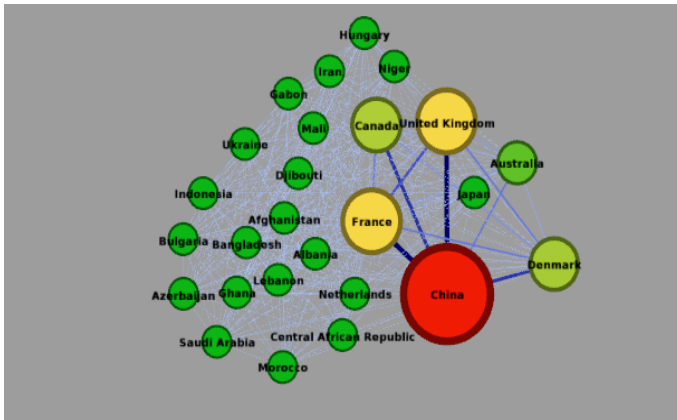 Hungary
Iran
Niger
Gabon
Mali
Canada
United Kingdom
Ukraine
Australia
Djibouti
Indonesia
Japan
Afghanistan
France
Bulgaria
Bangladesh
Albania
Denmark
Lebanon
Azerbaijan
Ghana
Netherlands
China
Saudi Arabia
Central African Republic
Morocco